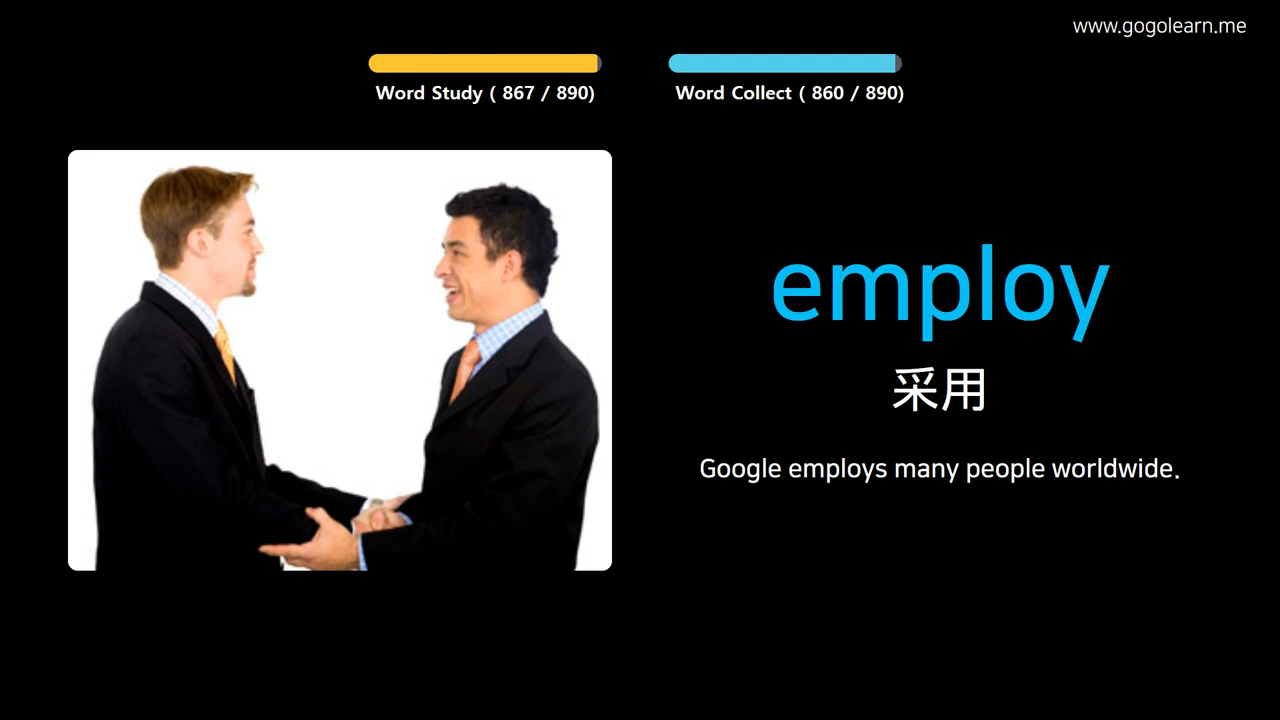 www.gogolearn.me
Word Study ( 867 / 890)
Word Collect ( 860 / 890)
employ
采用
Google employs many people worldwide.